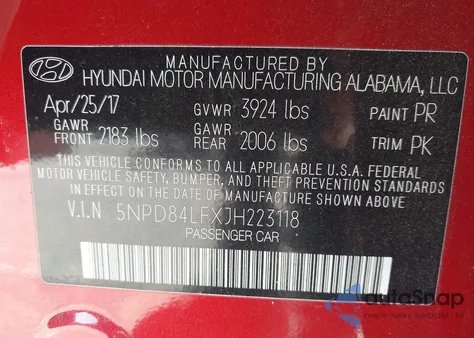 MANUFACTURED BY
HYUNDAI MOTOR MANUFACTURING ALABAMA, LLC
Apr/25/17 GVWR 3924 lbs PAINT PR
GAWR FRONT 2183 lbs GAWR REAR 2006 lbs TRIM PK
THIS VEHICLE CONFORMS TO ALL APPLICABLE U.S.A FEDERAL
MOTOR VEHICLE SAFETY, BUMPER, AND THEFT PREVENTION STANDARDS
IN EFFECT ON THE DATE OF MANUFACTURE SHOWN ABOVE.
V.I.N 5NPD84LFXJH223118
PASSENGER CAR
autoSnap